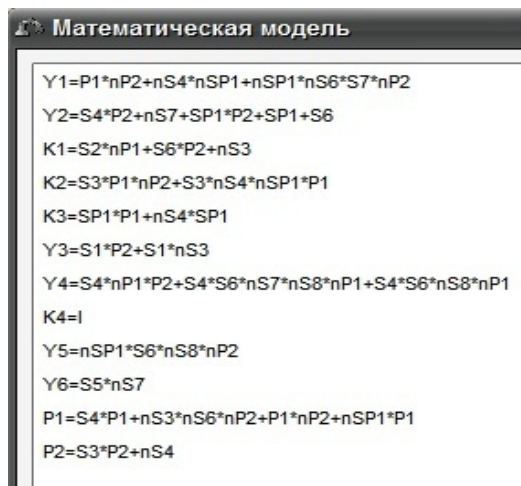 Математическая модель
Y1=P1*nP2+nS4*nSP1+nSP1*nS6*S7*nP2
Y2=S4*P2+nS7+SP1*P2+SP1+S6
K1=S2*nP1+S6*P2+nS3
K2=S3*P1*nP2+S3*nS4*nSP1*P1
K3=SP1*P1+nS4*SP1
Y3=S1*P2+S1*nS3
Y4=S4*nP1*P2+S4*S6*nS7*nS8*nP1+S4*S6*nS8*nP1
K4=I
Y5=nSP1*S6*nS8*nP2
Y6=S5*nS7
P1=S4*P1+nS3*nS6*nP2+P1*nP2+nSP1*P1
P2=S3*P2+nS4